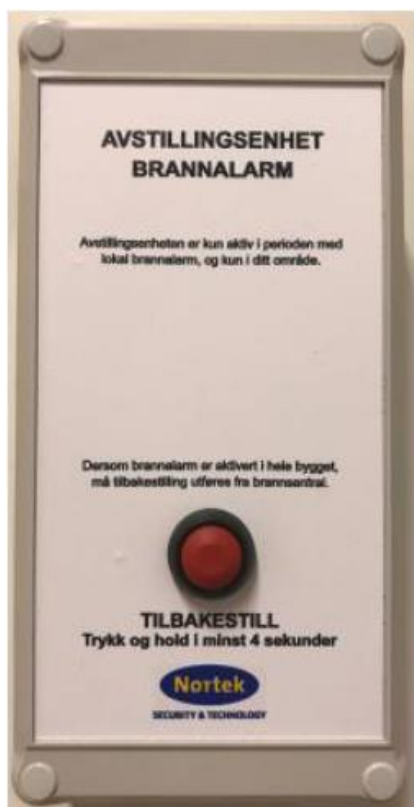 AVSTILLINGSENHET
BRANNALARM
Avstillingsenheten er kun aktiv i perioden med
lokal brannalarm, og kun i ditt område.
Dersom brannalarm er aktivert i hele bygget,
må tilbakestilling utføres fra brannsentral.
TILBAKESTILL
Trykk og hold i minst 4 sekunder
Nortek
SECURITY & TECHNOLOGY